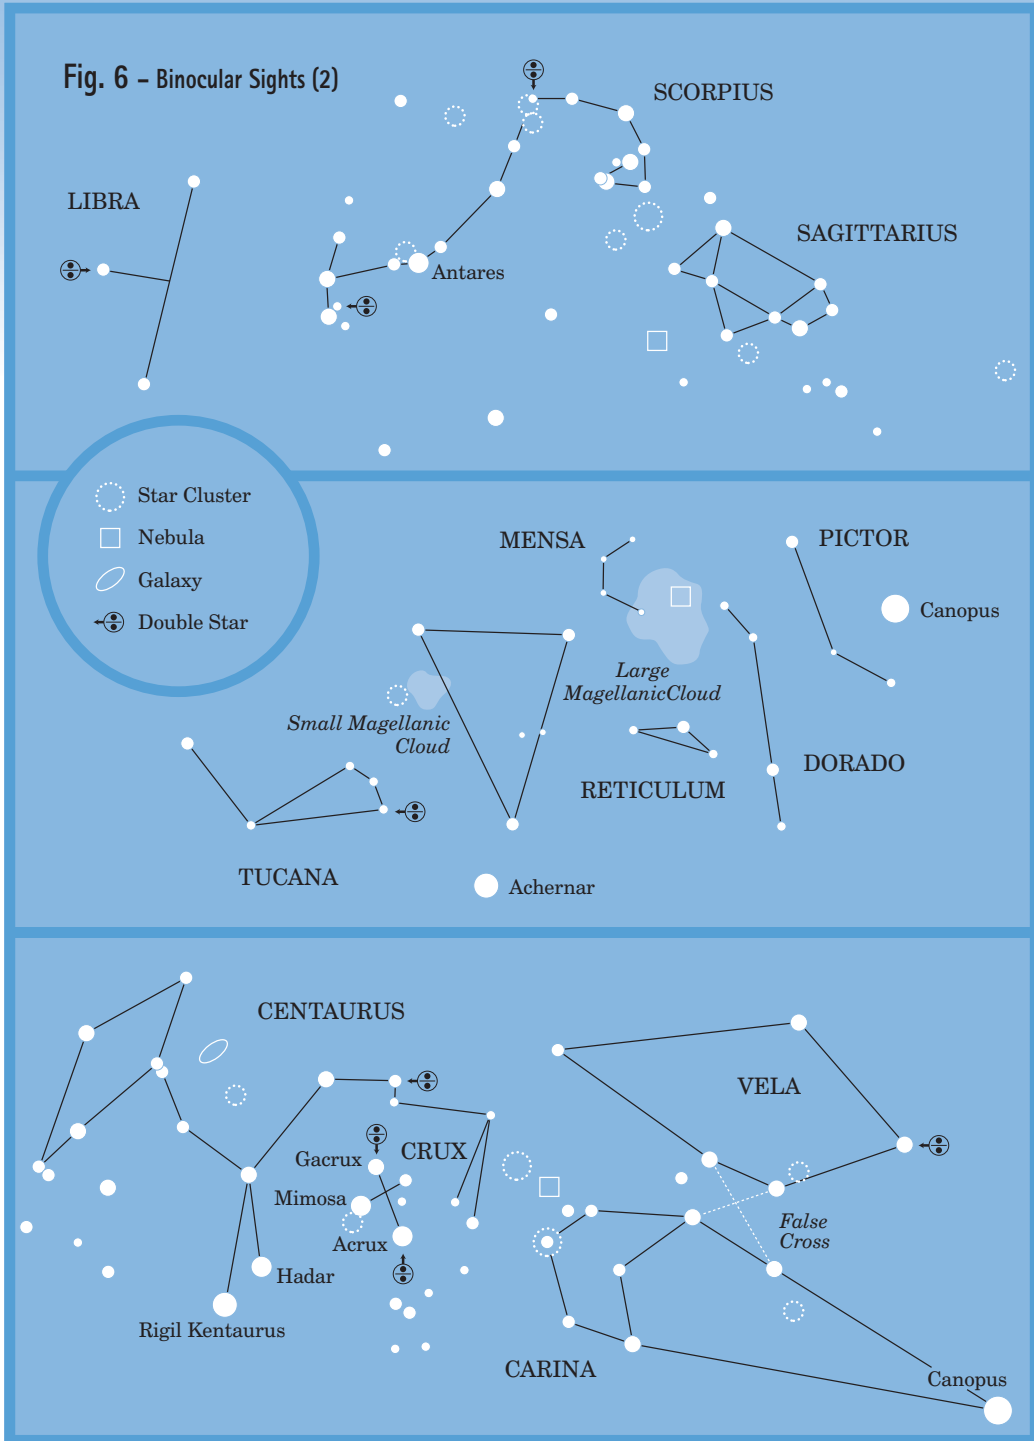 Fig. 6 – Binocular Sights (2)
SCORPIUS
LIBRA
SAGITTARIUS
Antares
Star Cluster
Nebula
Galaxy
Double Star
MENSA
PICTOR
Canopus
Large
MagellanicCloud
Small Magellanic
Cloud
DORADO
RETICULUM
TUCANA
Achernar
CENTAURUS
VELA
CRUX
Gacrux
Mimosa
Acrux
False
Cross
Hadar
Rigil Kentaurus
CARINA
Canopus